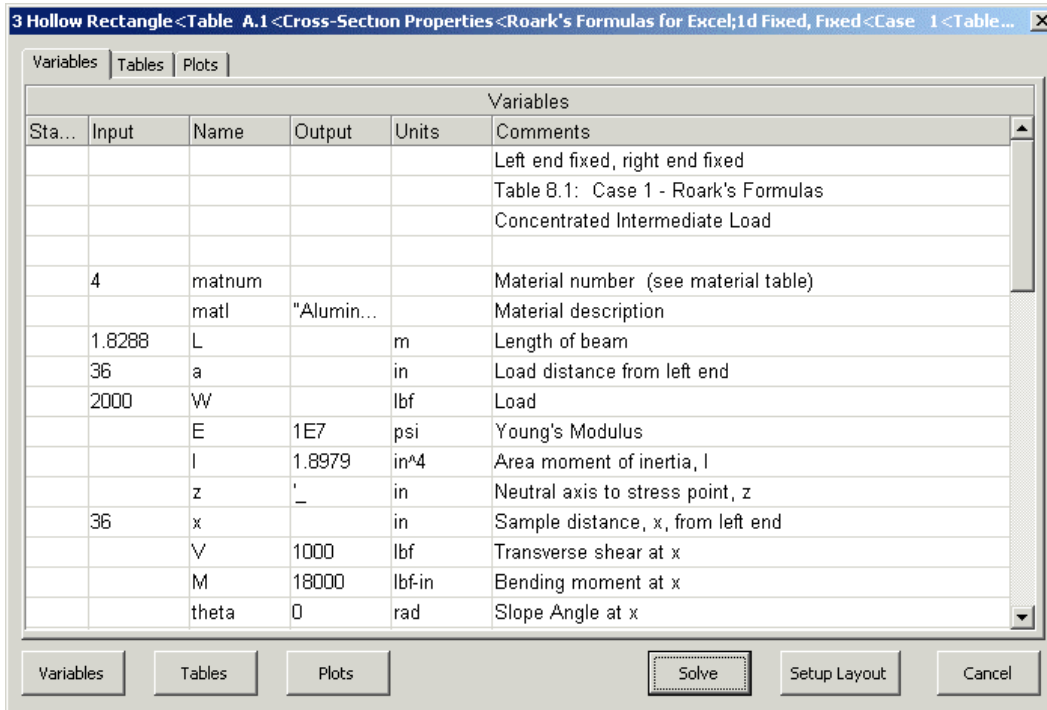 3 Hollow Rectangle<Table A.1<Cross-Section Properties<Roark's Formulas for Excel;1d Fixed, Fixed<Case 1<Table...
Variables Tables Plots
Variables
Sta... Input Name Output Units Comments
Left end fixed, right end fixed
Table 8.1: Case 1 - Roark's Formulas
Concentrated Intermediate Load
4 matnum Material number (see material table)
matl "Alumin... Material description
1.8288 L m Length of beam
36 a in Load distance from left end
2000 W lbf Load
E 1E7 psi Young's Modulus
I 1.8979 in^4 Area moment of inertia, I
z '_ in Neutral axis to stress point, z
36 x in Sample distance, x, from left end
V 1000 lbf Transverse shear at x
M 18000 lbf-in Bending moment at x
theta 0 rad Slope Angle at x
Variables Tables Plots Solve Setup Layout Cancel